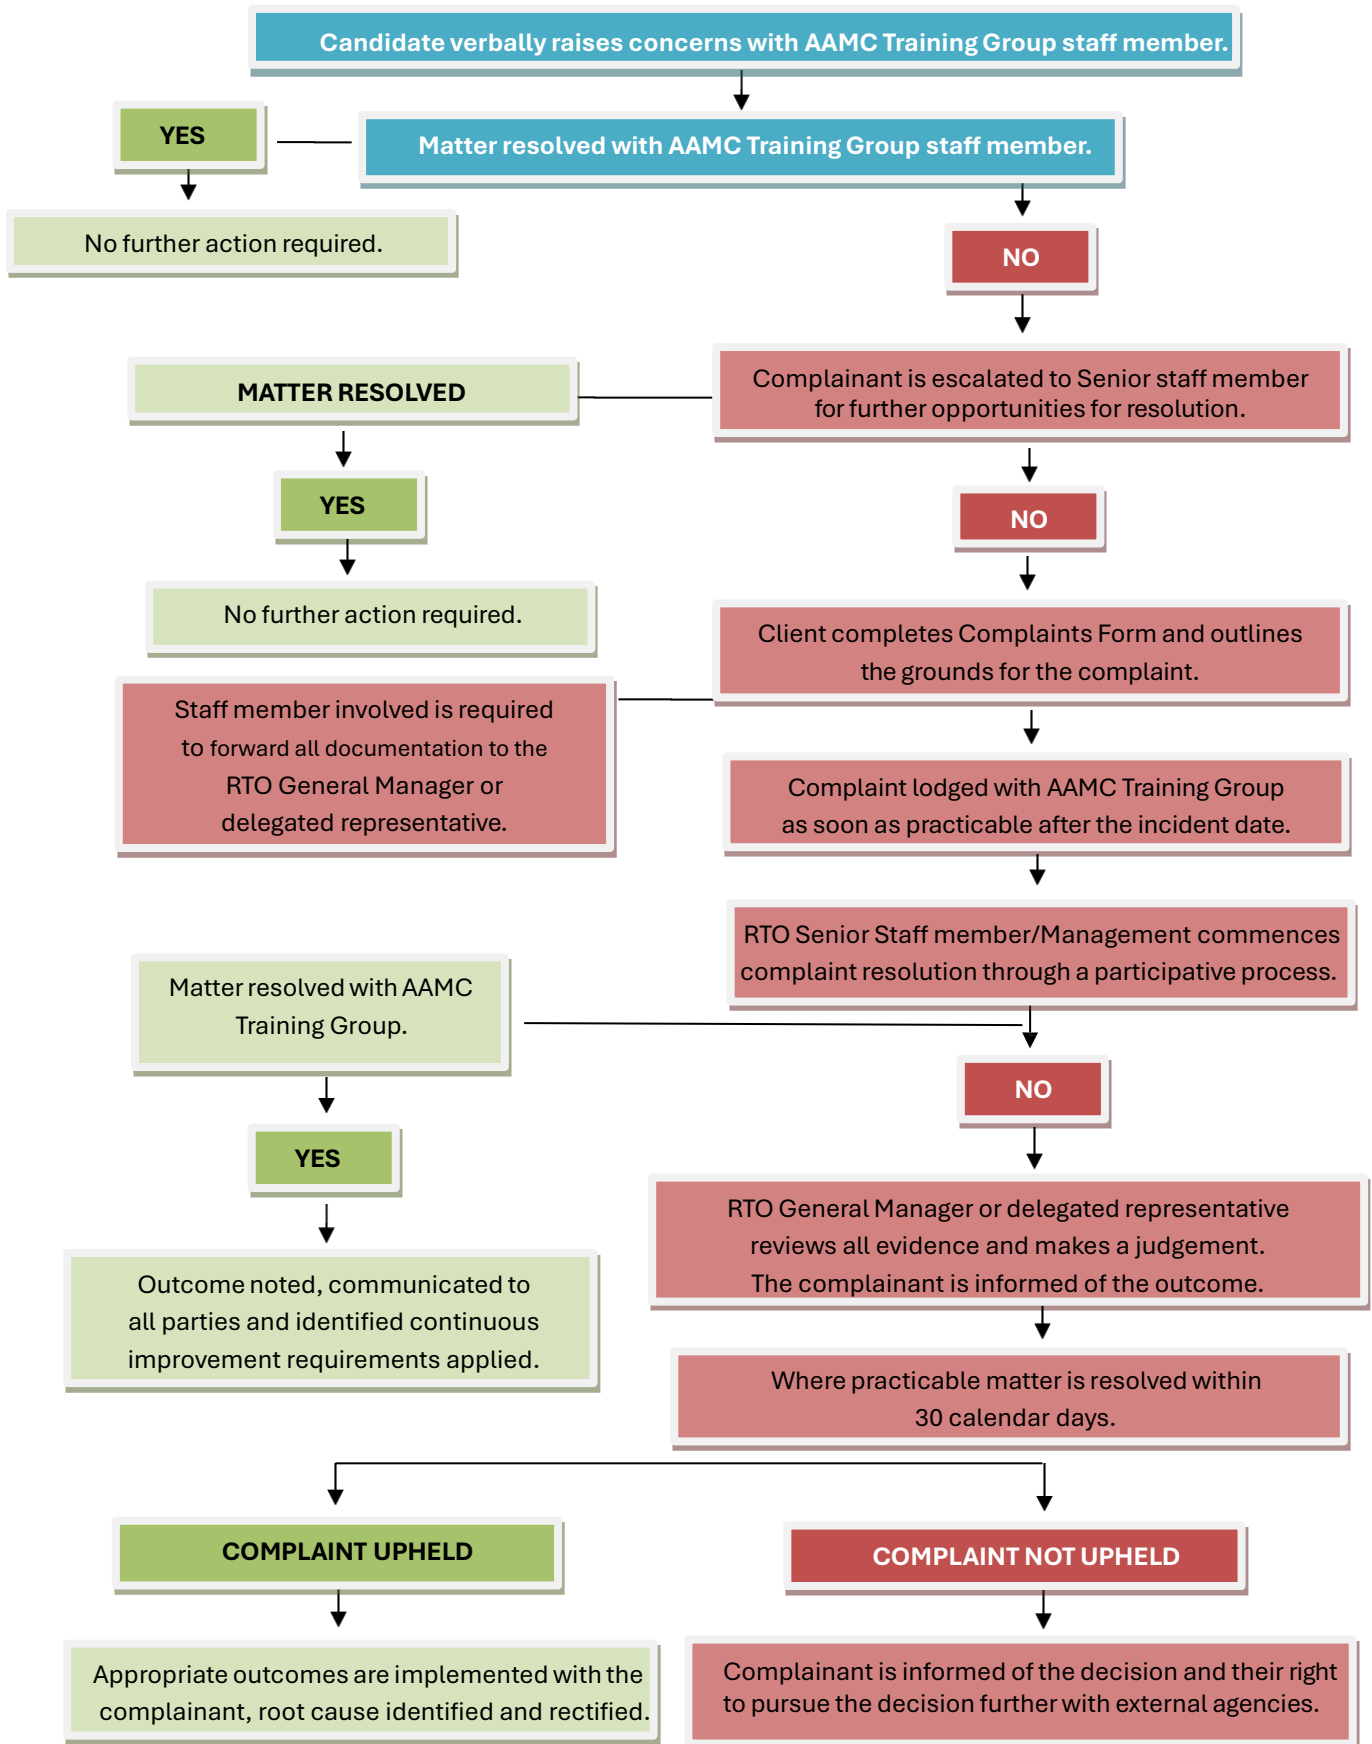 Candidate verbally raises concerns with AAMC Training Group staff member.
YES
Matter resolved with AAMC Training Group staff member.
No further action required.
NO
MATTER RESOLVED
Complainant is escalated to Senior staff member
for further opportunities for resolution.
YES
NO
No further action required.
Client completes Complaints Form and outlines
the grounds for the complaint.
Staff member involved is required
to forward all documentation to the
RTO General Manager or
delegated representative.
Complaint lodged with AAMC Training Group
as soon as practicable after the incident date.
RTO Senior Staff member/Management commences
complaint resolution through a participative process.
Matter resolved with AAMC
Training Group.
NO
YES
RTO General Manager or delegated representative
reviews all evidence and makes a judgement.
The complainant is informed of the outcome.
Outcome noted, communicated to
all parties and identified continuous
improvement requirements applied.
Where practicable matter is resolved within
30 calendar days.
COMPLAINT UPHELD
COMPLAINT NOT UPHELD
Appropriate outcomes are implemented with the
complainant, root cause identified and rectified.
Complainant is informed of the decision and their right
to pursue the decision further with external agencies.